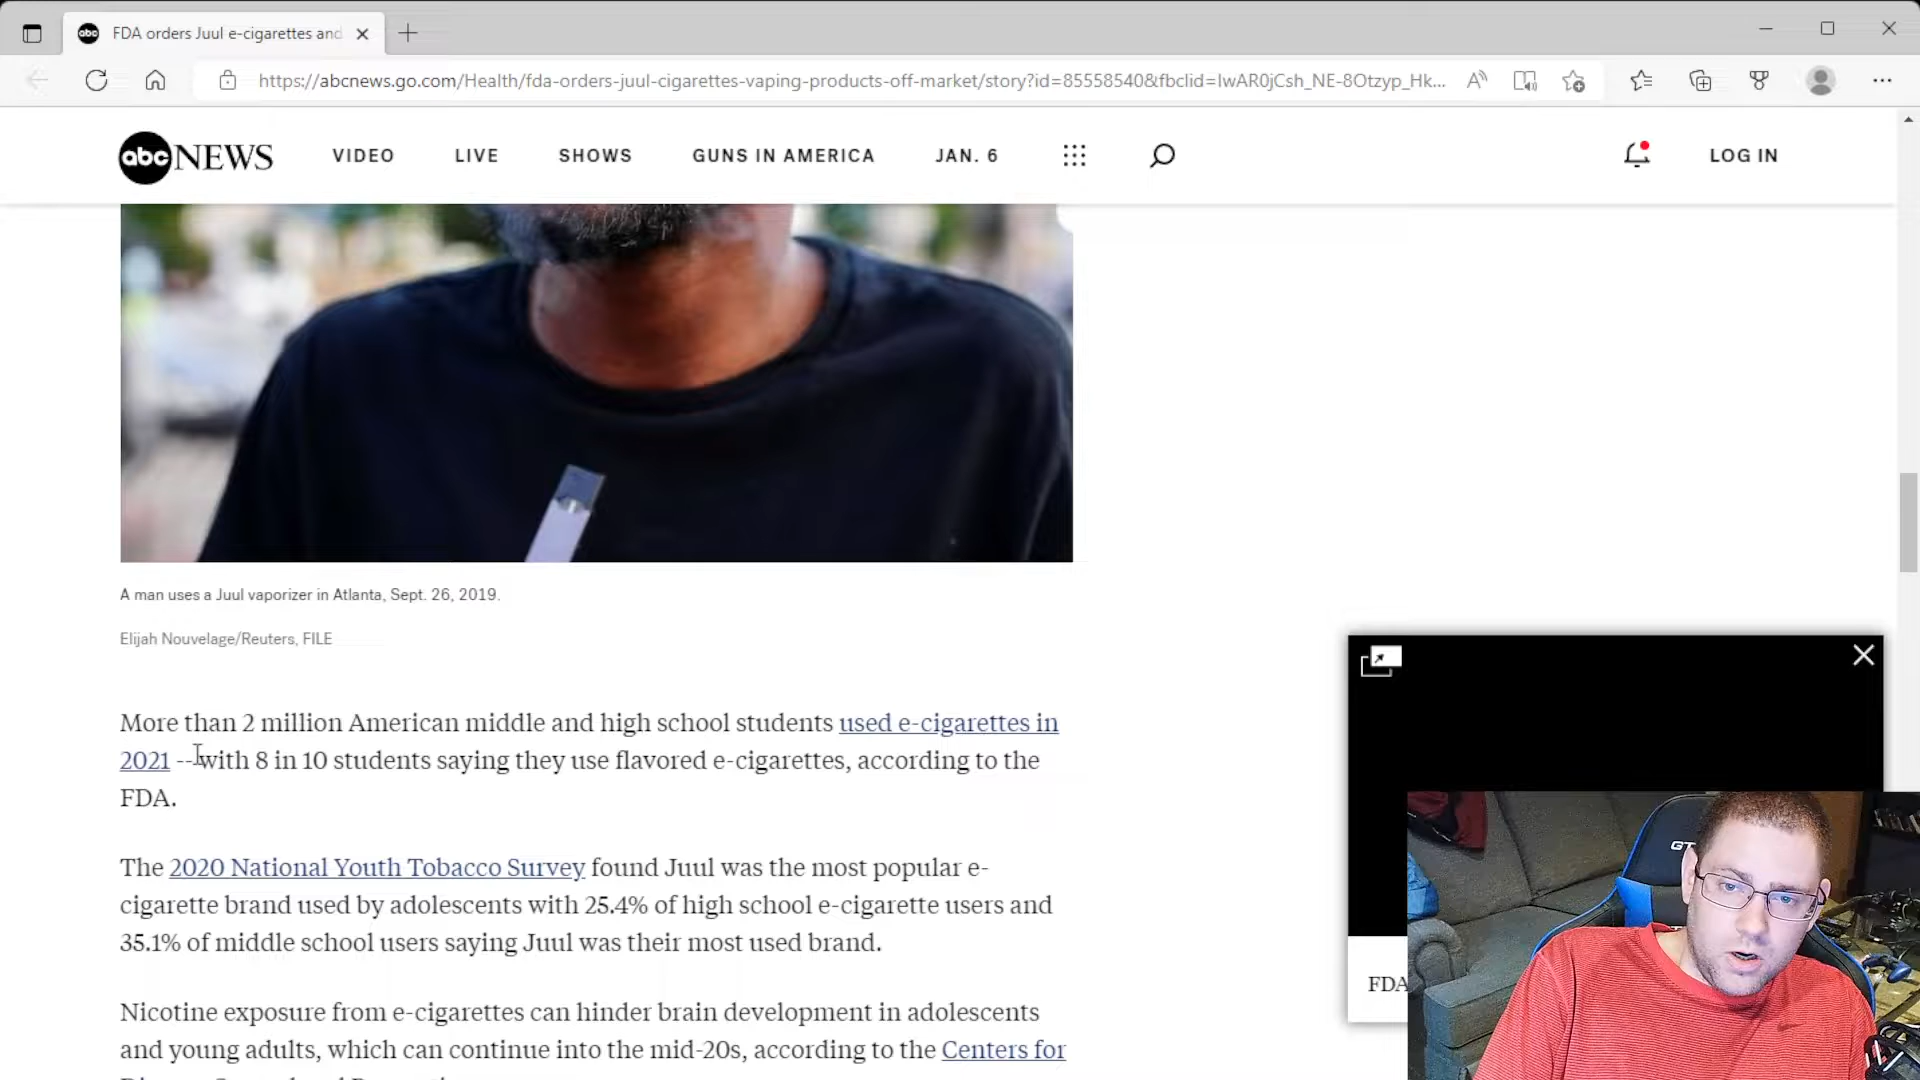 FDA orders Juul e-cigarettes and
https://abcnews.go.com/Health/fda-orders-juul-cigarettes-vaping-products-off-market/story?id=85558540&fbclid=IwAR0jCsh_NE-8Otzyp_Hk...
abc NEWS VIDEO LIVE SHOWS GUNS IN AMERICA JAN. 6 LOG IN
A man uses a Juul vaporizer in Atlanta, Sept. 26, 2019.
Elijah Nouvelage/Reuters, FILE
More than 2 million American middle and high school students used e-cigarettes in
2021 --with 8 in 10 students saying they use flavored e-cigarettes, according to the
FDA.
The 2020 National Youth Tobacco Survey found Juul was the most popular e-
cigarette brand used by adolescents with 25.4% of high school e-cigarette users and
35.1% of middle school users saying Juul was their most used brand.
Nicotine exposure from e-cigarettes can hinder brain development in adolescents
and young adults, which can continue into the mid-20s, according to the Centers for
FDA
GT